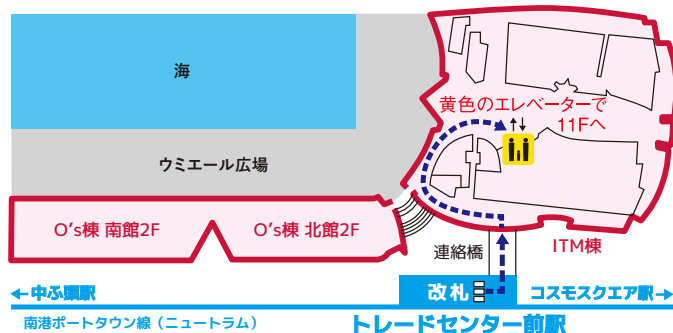 海
黄色のエレベーターで
11Fへ
ウミエール広場
O's棟 南館2F
O's棟 北館2F
連絡橋
ITM棟
←中ふ頭駅
改札
コスモスクエア駅→
南港ポートタウン線（ニュートラム）
トレードセンター前駅